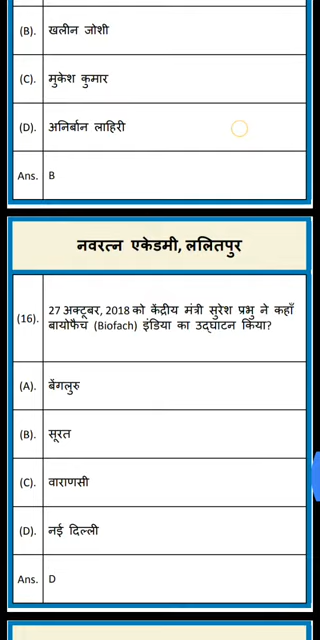 (B). खलीन जोशी
(C). मुकेश कुमार
(D). अनिर्बान लाहिरी
Ans. B
नवरत्न एकेडमी, ललितपुर
(16). 27 अक्टूबर, 2018 को केंद्रीय मंत्री सुरेश प्रभु ने कहाँ
बायोफैच (Biofach) इंडिया का उद्घाटन किया?
(A). बेंगलुरु
(B). सूरत
(C). वाराणसी
(D). नई दिल्ली
Ans. D